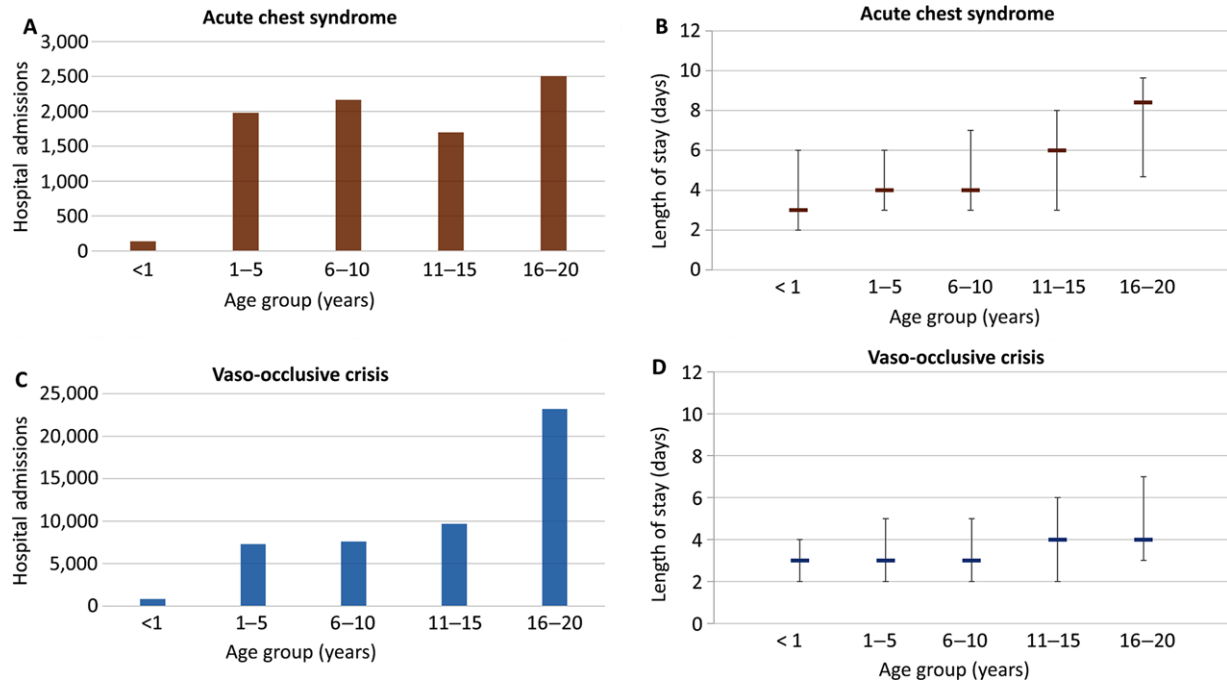 A
Acute chest syndrome
Hospital admissions
3,000
2,500
2,000
1,500
1,000
500
0
<1 1–5 6–10 11–15 16–20
Age group (years)
B
Acute chest syndrome
Length of stay (days)
12
10
8
6
4
2
0
< 1 1–5 6–10 11–15 16–20
Age group (years)
C
Vaso-occlusive crisis
Hospital admissions
25,000
20,000
15,000
10,000
5,000
0
<1 1–5 6–10 11–15 16–20
Age group (years)
D
Vaso-occlusive crisis
Length of stay (days)
12
10
8
6
4
2
0
< 1 1–5 6–10 11–15 16–20
Age group (years)